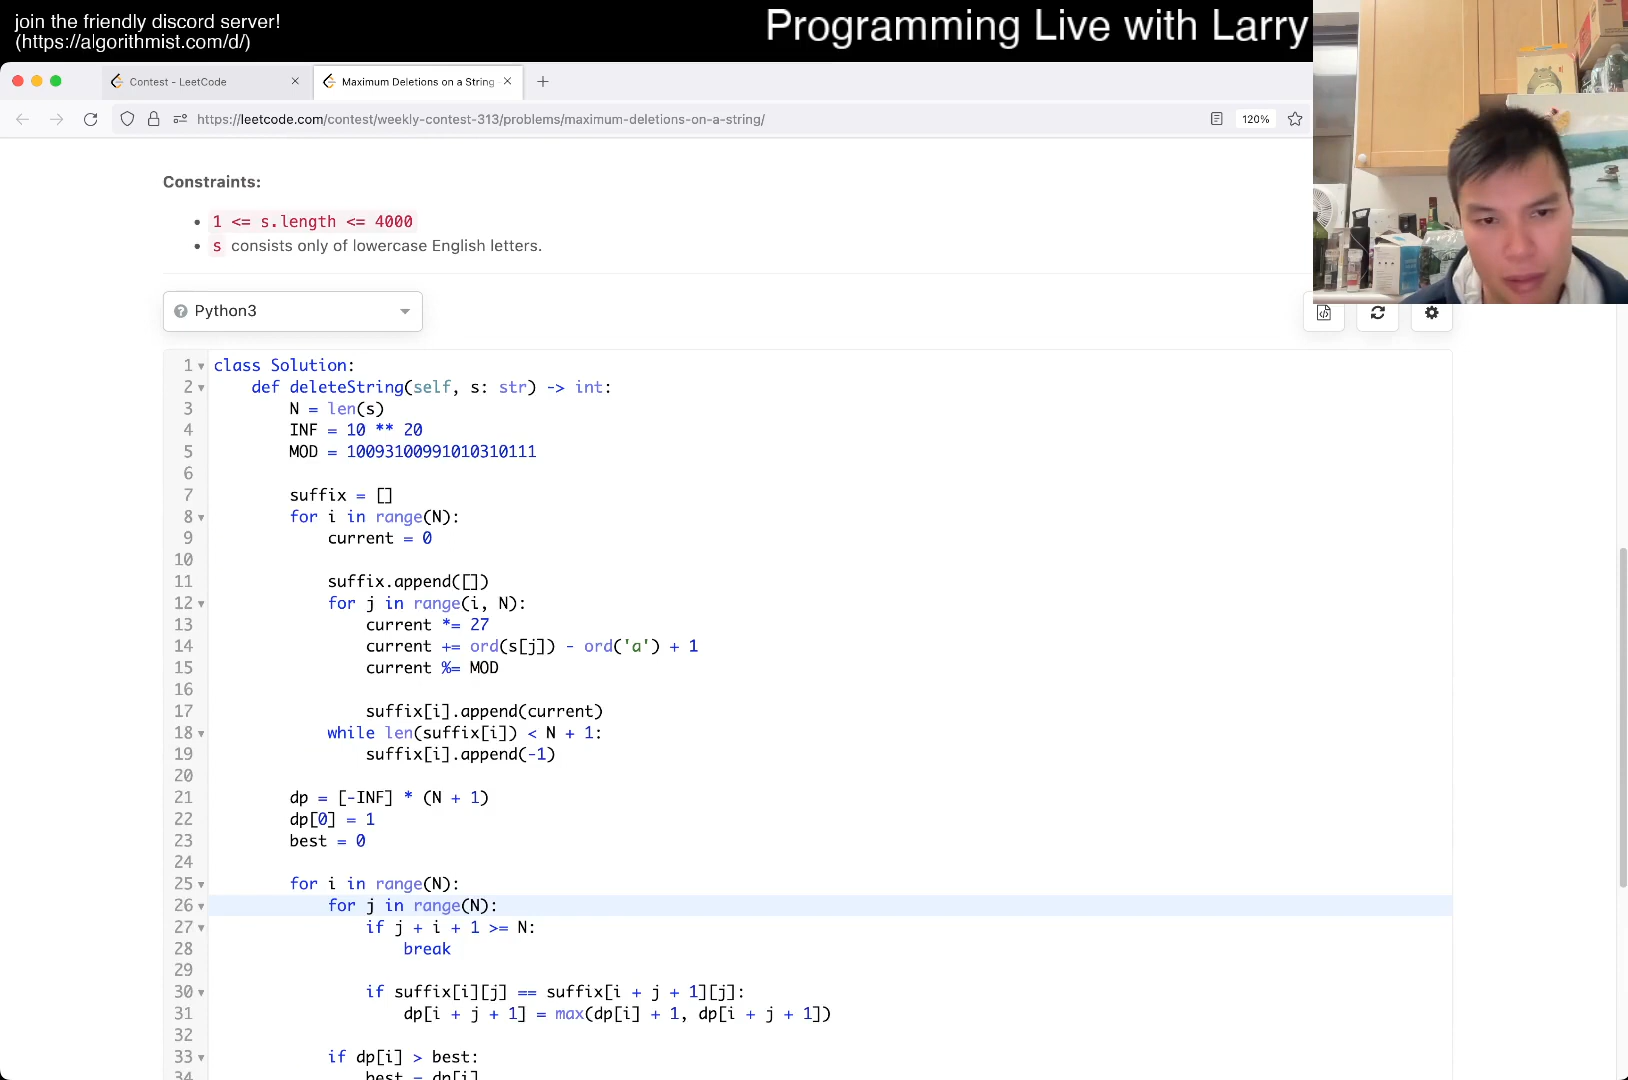 join the friendly discord server!
(https://algorithmist.com/d/)
Programming Live with Larry
Contest - LeetCode
Maximum Deletions on a String
https://leetcode.com/contest/weekly-contest-313/problems/maximum-deletions-on-a-string/
120%
Constraints:
1 <= s.length <= 4000
s consists only of lowercase English letters.
Python3
1 class Solution:
2 def deleteString(self, s: str) -> int:
3 N = len(s)
4 INF = 10 ** 20
5 MOD = 10093100991010310111
6
7 suffix = []
8 for i in range(N):
9 current = 0
10
11 suffix.append([])
12 for j in range(i, N):
13 current *= 27
14 current += ord(s[j]) - ord('a') + 1
15 current %= MOD
16
17 suffix[i].append(current)
18 while len(suffix[i]) < N + 1:
19 suffix[i].append(-1)
20
21 dp = [-INF] * (N + 1)
22 dp[0] = 1
23 best = 0
24
25 for i in range(N):
26 for j in range(N):
27 if j + i + 1 >= N:
28 break
29
30 if suffix[i][j] == suffix[i + j + 1][j]:
31 dp[i + j + 1] = max(dp[i] + 1, dp[i + j + 1])
32
33 if dp[i] > best:
34 best = dp[i]